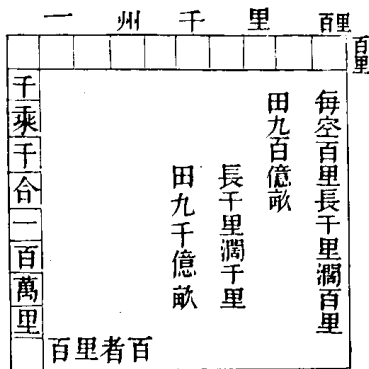 一州千里
百里
百里
毎空百里長千里濶百里
田九百億畝
長千里濶千里
田九千億畝
千乘千合一百萬里
百里者百